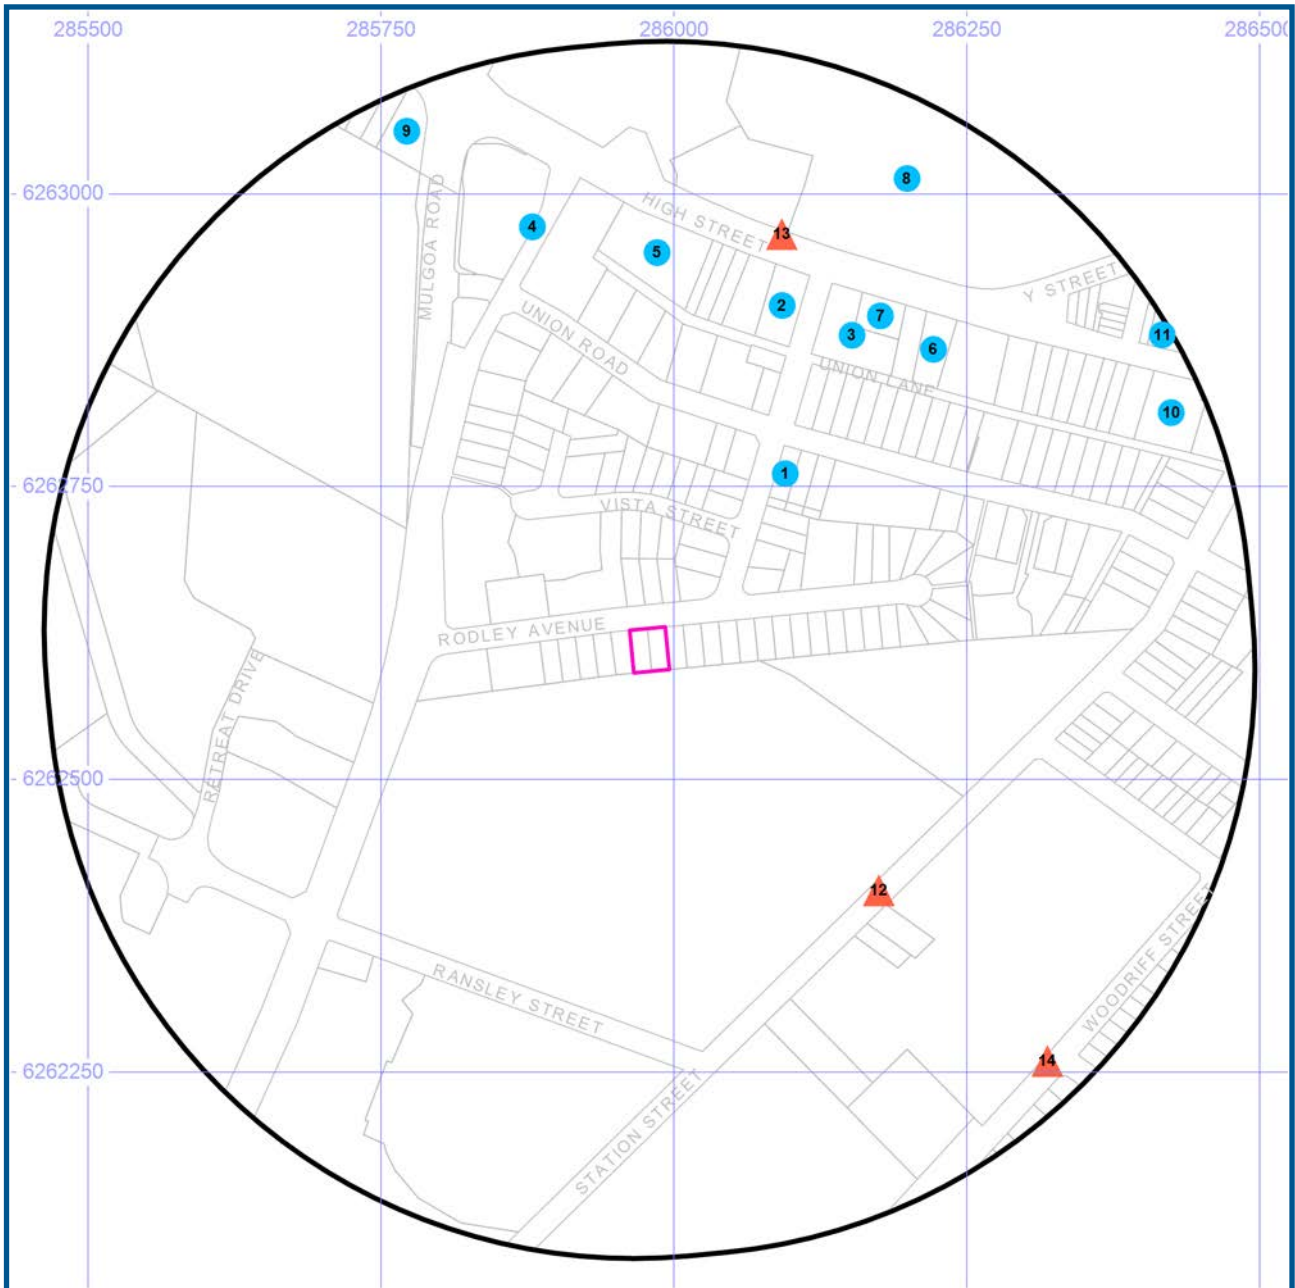 285500 285750 286000 286250 286500
9
8
6263000
MULGOA ROAD
HIGH STREET
4
13
5
Y STREET
2
7
UNION ROAD
3
11
6
UNION LANE
10
1
6262750
VISTA STREET
RODLEY AVENUE
RETREAT DRIVE
6262500
12
WOODRIFF STREET
RANSLEY STREET
14
6262250
STATION STREET